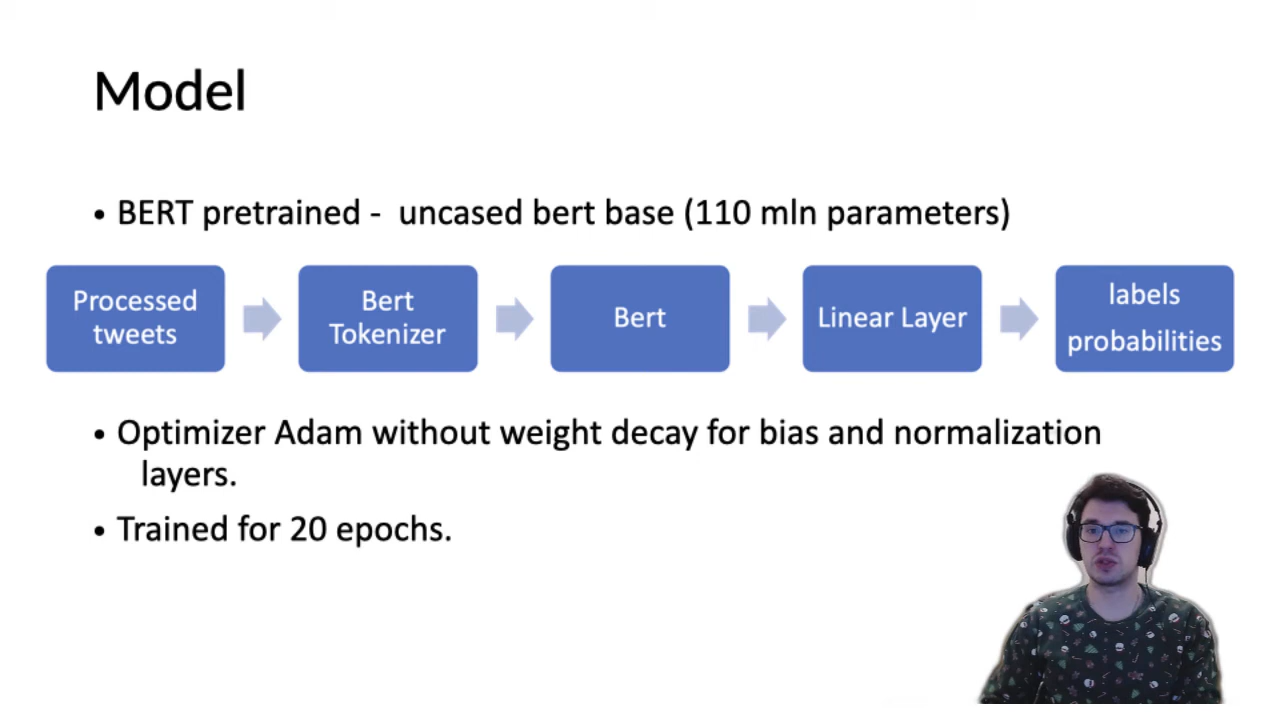 Model
• BERT pretrained -  uncased bert base (110 mln parameters)
Processed
tweets
Bert
Tokenizer
Bert
Linear Layer
labels
probabilities
• Optimizer Adam without weight decay for bias and normalization
layers.
• Trained for 20 epochs.